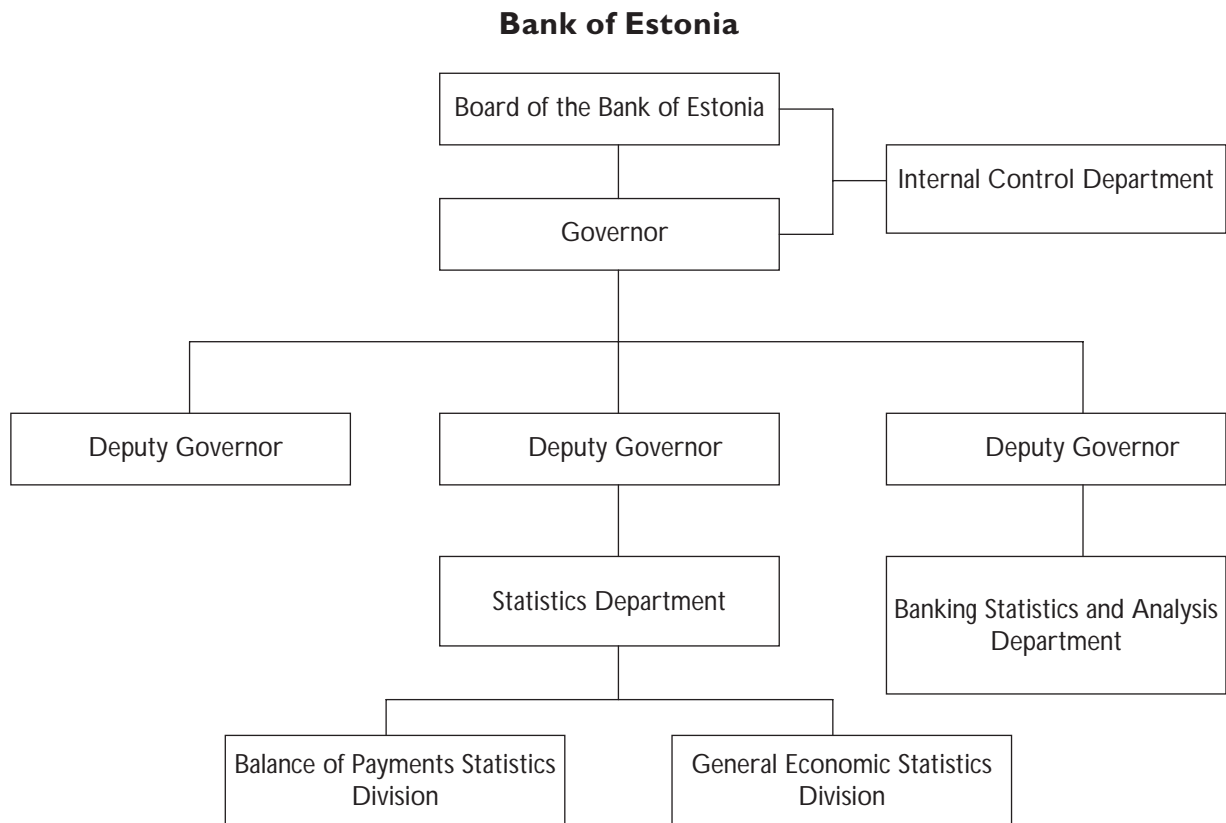 Bank of Estonia
Board of the Bank of Estonia
Internal Control Department
Governor
Deputy Governor
Deputy Governor
Deputy Governor
Statistics Department
Banking Statistics and Analysis
Department
Balance of Payments Statistics
Division
General Economic Statistics
Division